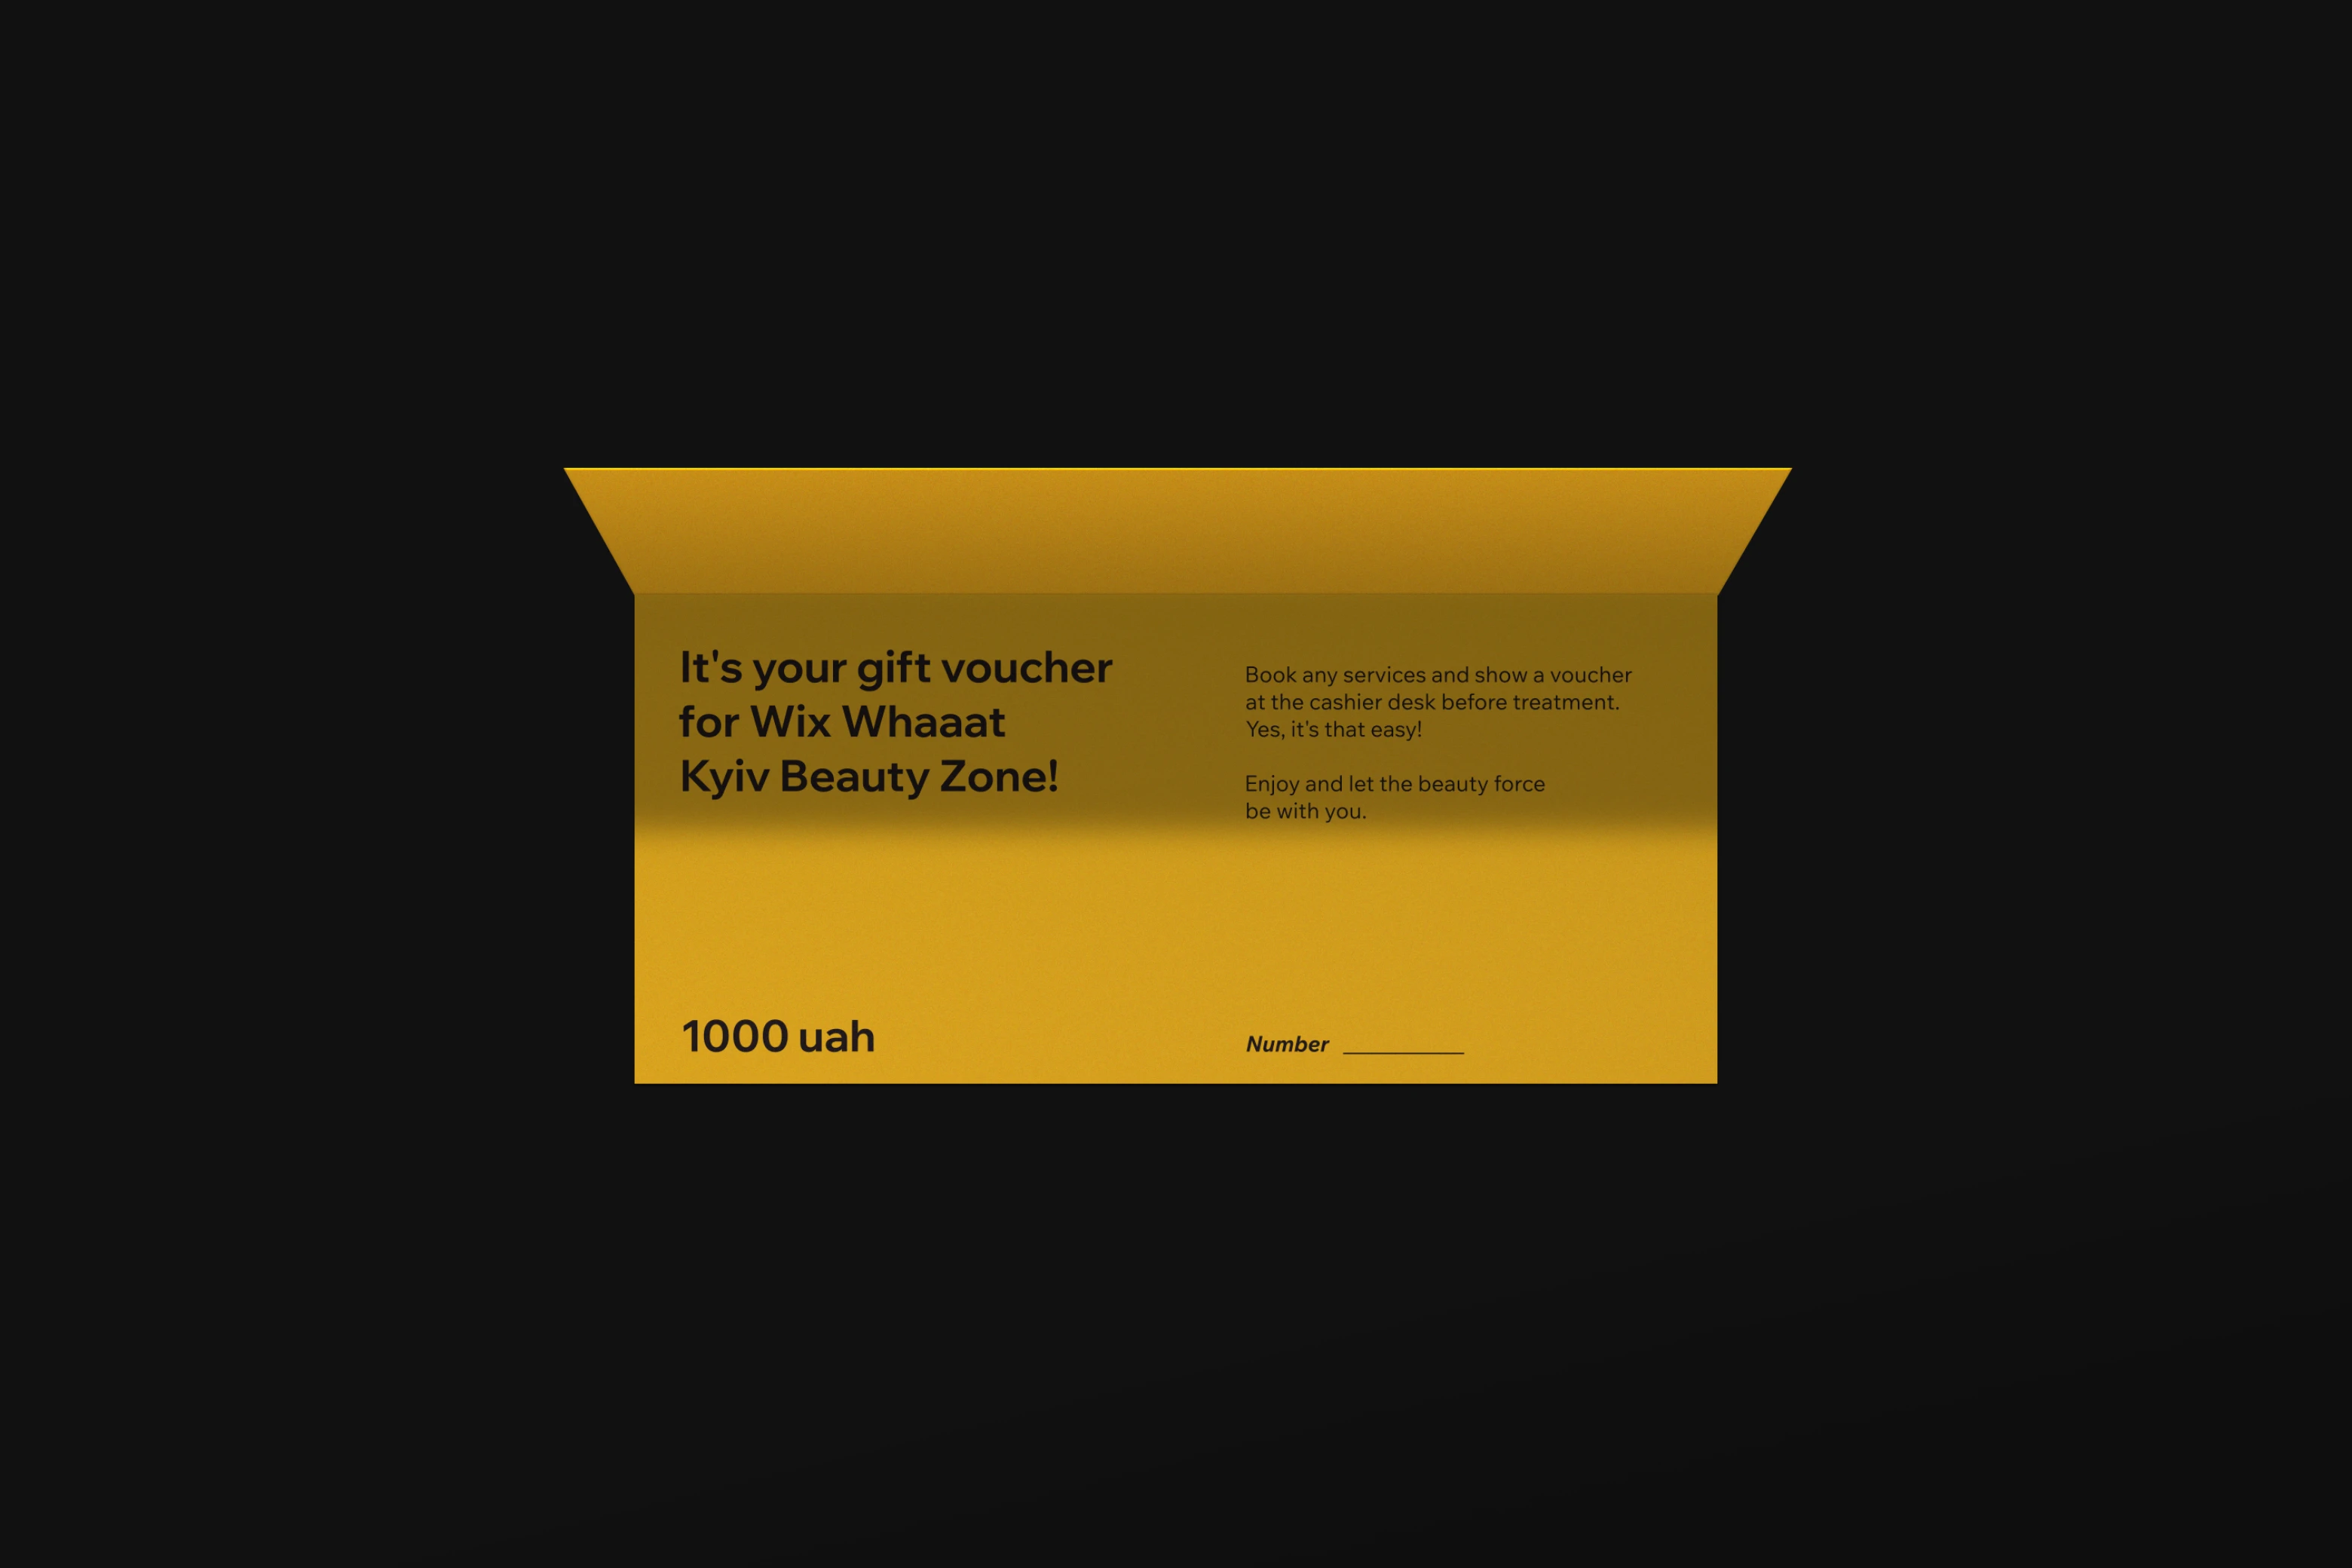 It's your gift voucher
for Wix Whaaat
Kyiv Beauty Zone!
Book any services and show a voucher
at the cashier desk before treatment.
Yes, it's that easy!
Enjoy and let the beauty force
be with you.
1000 uah
Number